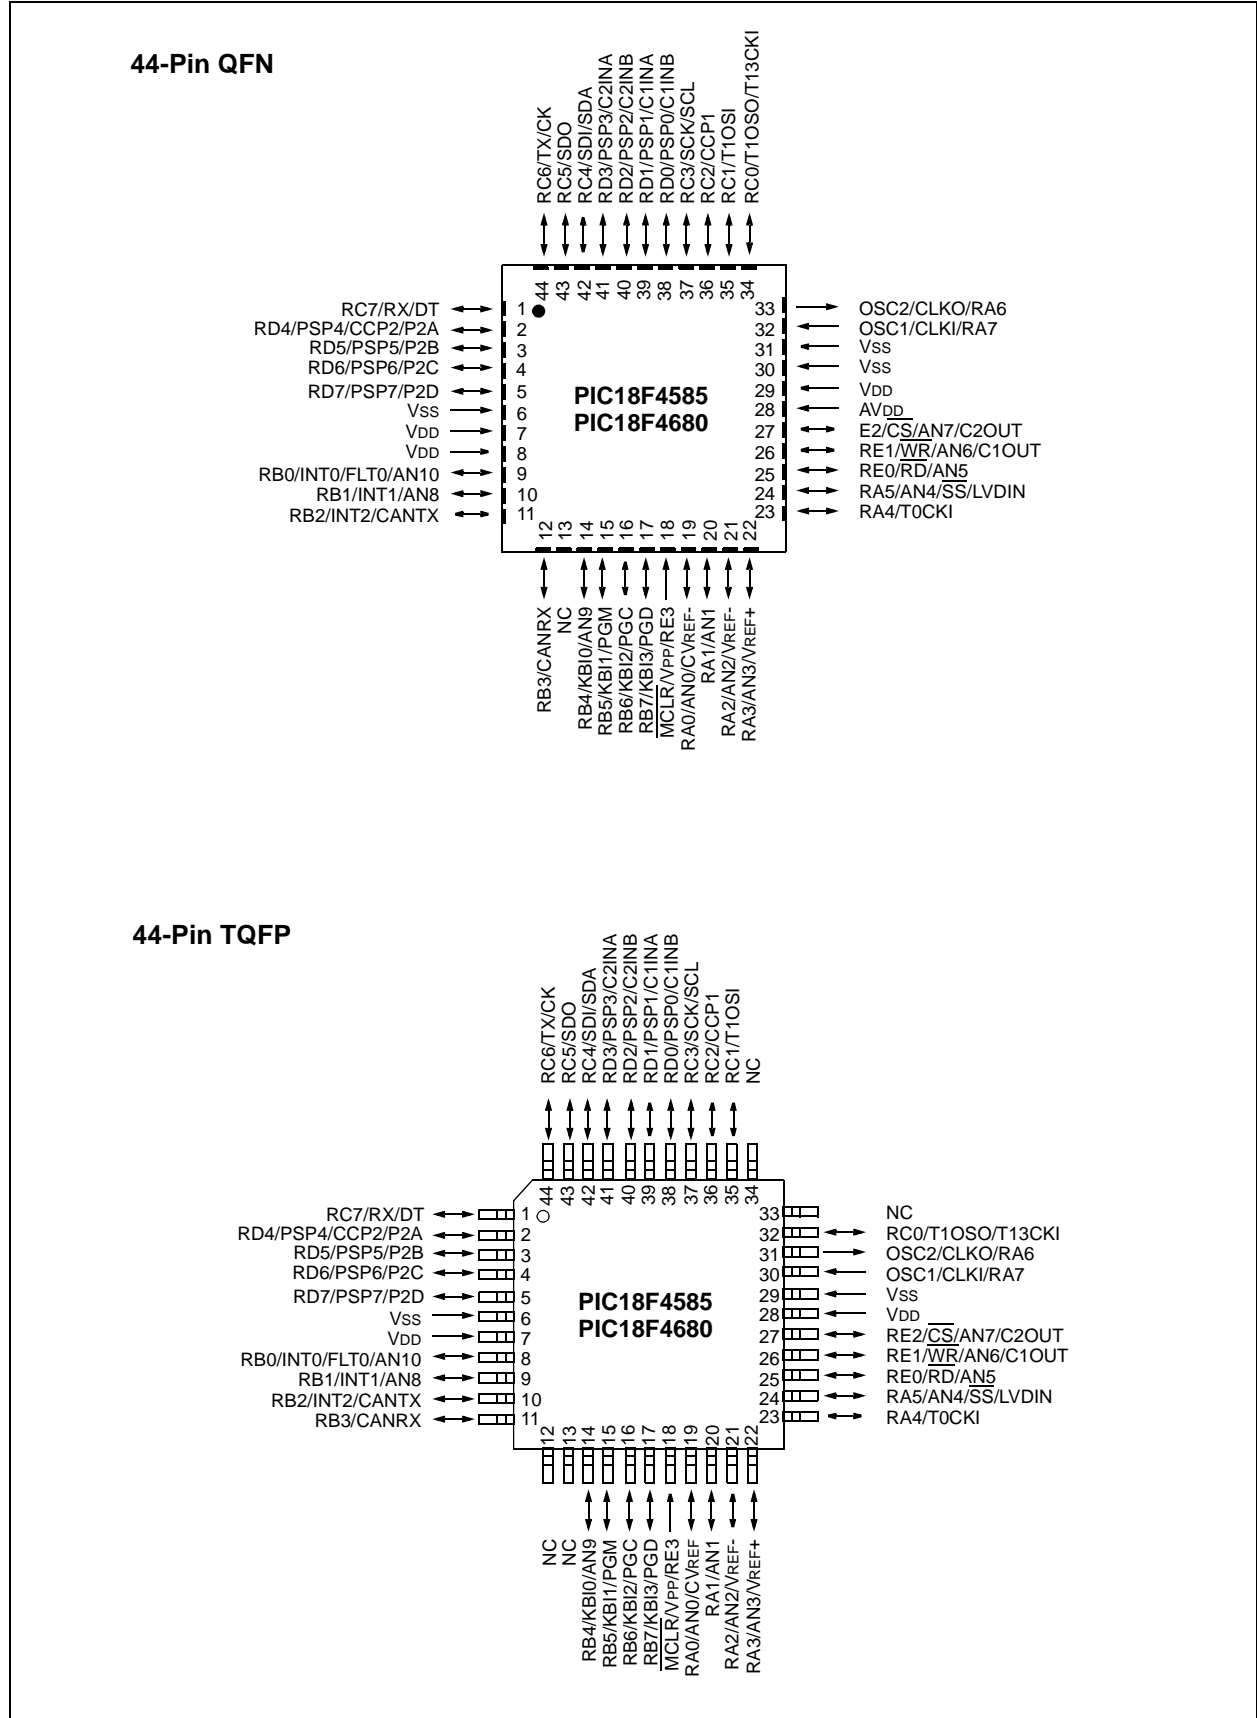 44-Pin QFN
RC6/TX/CK
RC5/SDO
RC4/SDI/SDA
RD3/PSP3/C2INA
RD2/PSP2/C2INB
RD1/PSP1/C1INA
RD0/PSP0/C1INB
RC3/SCK/SCL
RC2/CCP1
RC1/T1OSI
RC0/T1OSO/T13CKI
44
43
42
41
40
39
38
37
36
35
34
RC7/RX/DT 1
RD4/PSP4/CCP2/P2A 2
RD5/PSP5/P2B 3
RD6/PSP6/P2C 4
RD7/PSP7/P2D 5
VSS 6
VDD 7
VDD 8
RB0/INT0/FLT0/AN10 9
RB1/INT1/AN8 10
RB2/INT2/CANTX 11
PIC18F4585
PIC18F4680
33 OSC2/CLKO/RA6
32 OSC1/CLKI/RA7
31 VSS
30 VSS
29 VDD
28 AVDD
27 E2/CS/AN7/C2OUT
26 RE1/WR/AN6/C1OUT
25 RE0/RD/AN5
24 RA5/AN4/SS/LVDIN
23 RA4/T0CKI
12
13
14
15
16
17
18
19
20
21
22
RB3/CANRX
NC
RB4/KBI0/AN9
RB5/KBI1/PGM
RB6/KBI2/PGC
RB7/KBI3/PGD
MCLR/VPP/RE3
RA0/AN0/CVREF-
RA1/AN1
RA2/AN2/VREF-
RA3/AN3/VREF+
44-Pin TQFP
RC6/TX/CK
RC5/SDO
RC4/SDI/SDA
RD3/PSP3/C2INA
RD2/PSP2/C2INB
RD1/PSP1/C1INA
RD0/PSP0/C1INB
RC3/SCK/SCL
RC2/CCP1
RC1/T1OSI
NC
44
43
42
41
40
39
38
37
36
35
34
RC7/RX/DT 1
RD4/PSP4/CCP2/P2A 2
RD5/PSP5/P2B 3
RD6/PSP6/P2C 4
RD7/PSP7/P2D 5
VSS 6
VDD 7
RB0/INT0/FLT0/AN10 8
RB1/INT1/AN8 9
RB2/INT2/CANTX 10
RB3/CANRX 11
PIC18F4585
PIC18F4680
33 NC
32 RC0/T1OSO/T13CKI
31 OSC2/CLKO/RA6
30 OSC1/CLKI/RA7
29 VSS
28 VDD
27 RE2/CS/AN7/C2OUT
26 RE1/WR/AN6/C1OUT
25 RE0/RD/AN5
24 RA5/AN4/SS/LVDIN
23 RA4/T0CKI
12
13
14
15
16
17
18
19
20
21
22
NC
NC
RB4/KBI0/AN9
RB5/KBI1/PGM
RB6/KBI2/PGC
RB7/KBI3/PGD
MCLR/VPP/RE3
RA0/AN0/CVREF
RA1/AN1
RA2/AN2/VREF-
RA3/AN3/VREF+